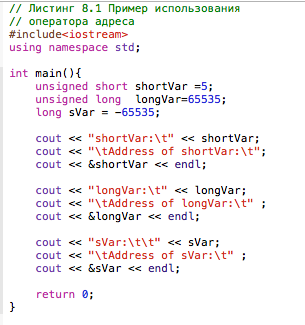 // Листинг 8.1 Пример использования
// оператора адреса
#include<iostream>
using namespace std;
int main(){
unsigned short shortVar =5;
unsigned long  longVar=65535;
long sVar = -65535;
cout << "shortVar:\t" << shortVar;
cout << "\tAddress of shortVar:\t";
cout << &shortVar << endl;
cout << "longVar:\t" << longVar;
cout << "\tAddress of longVar:\t" ;
cout << &longVar << endl;
cout << "sVar:\t\t" << sVar;
cout << "\tAddress of sVar:\t" ;
cout << &sVar << endl;
return 0;
}